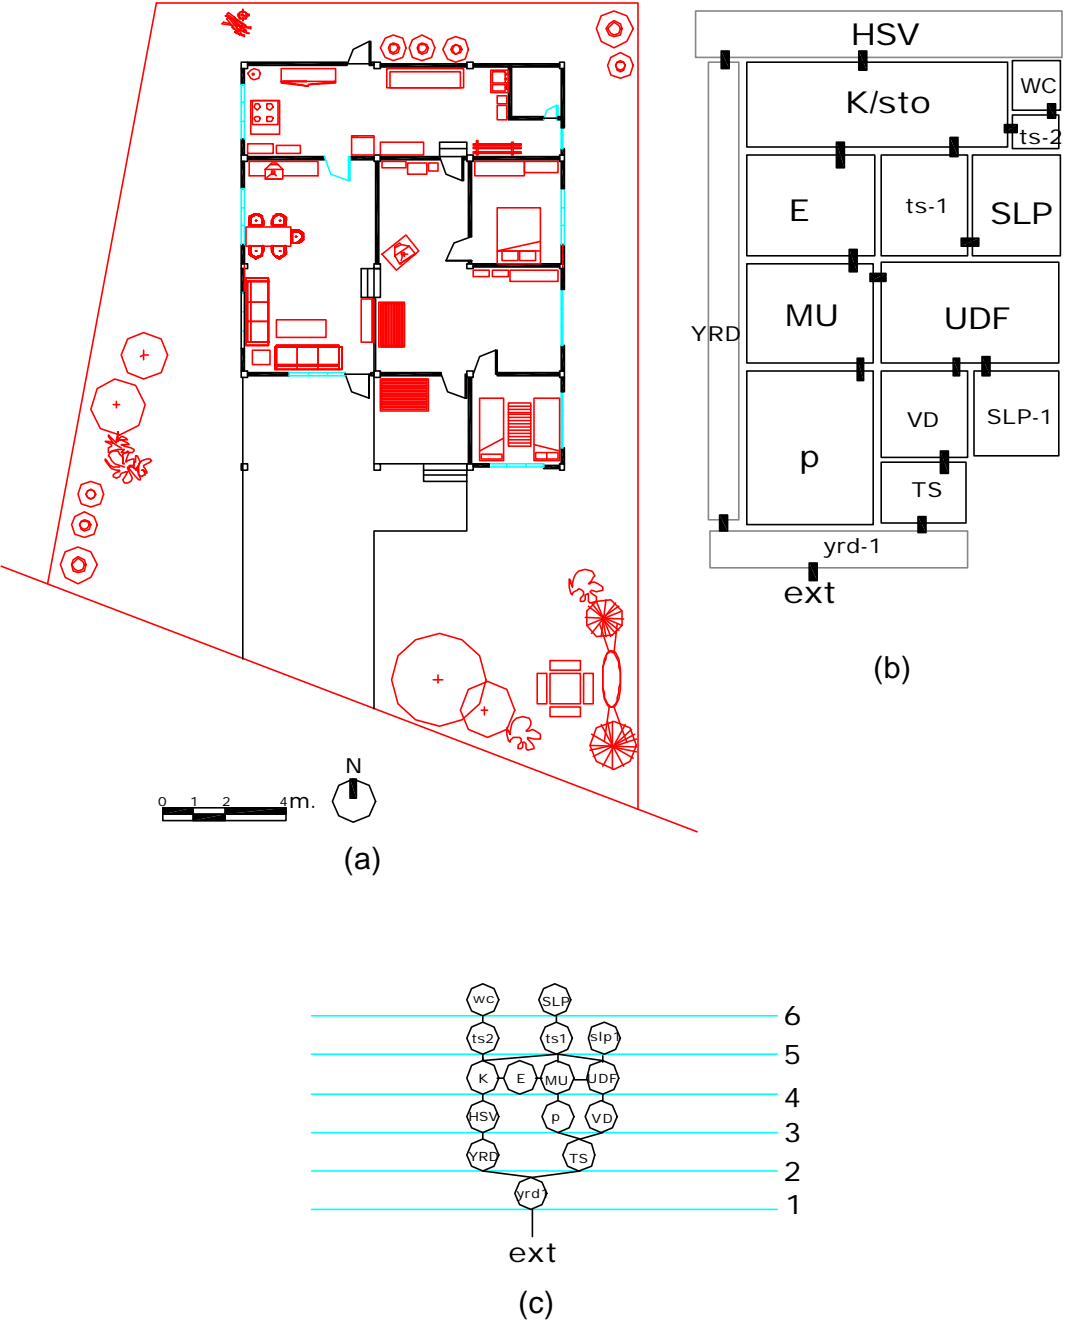 HSV
WC
K/sto
ts-2
E
ts-1
SLP
MU
UDF
YRD
VD
SLP-1
p
TS
yrd-1
ext
(b)
N
0 1 2 4 m.
(a)
wc SLP
6
ts2 ts1 slp1
5
K E MU UDF
4
HSV p VD
3
YRD TS
2
yrd1
1
ext
(c)